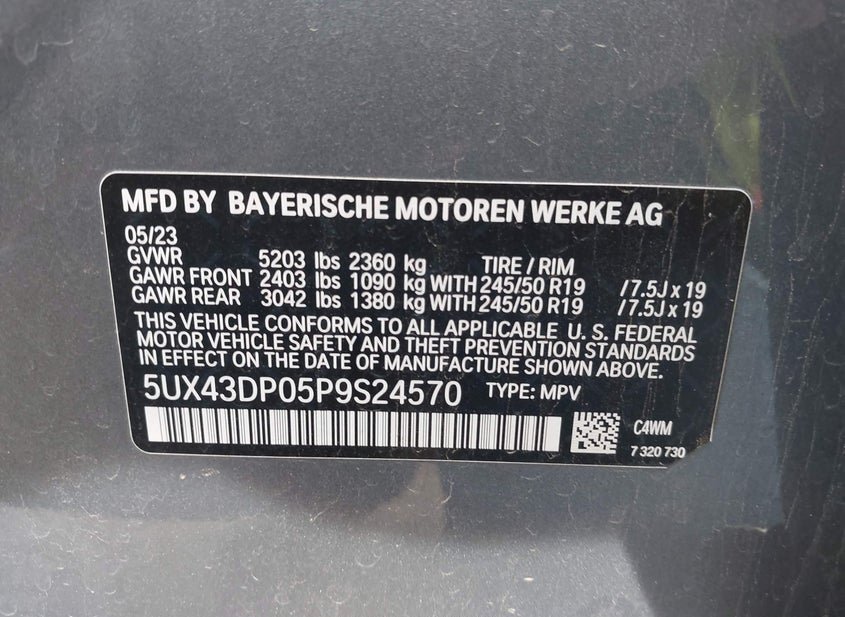 MFD BY BAYERISCHE MOTOREN WERKE AG
05/23
GVWR 5203 lbs 2360 kg TIRE / RIM
GAWR FRONT 2403 lbs 1090 kg WITH 245/50 R19 / 7.5J x 19
GAWR REAR 3042 lbs 1380 kg WITH 245/50 R19 / 7.5J x 19
THIS VEHICLE CONFORMS TO ALL APPLICABLE U. S. FEDERAL
MOTOR VEHICLE SAFETY AND THEFT PREVENTION STANDARDS
IN EFFECT ON THE DATE OF MANUFACTURE SHOWN ABOVE.
5UX43DP05P9S24570 TYPE: MPV
C4WM
7 320 730